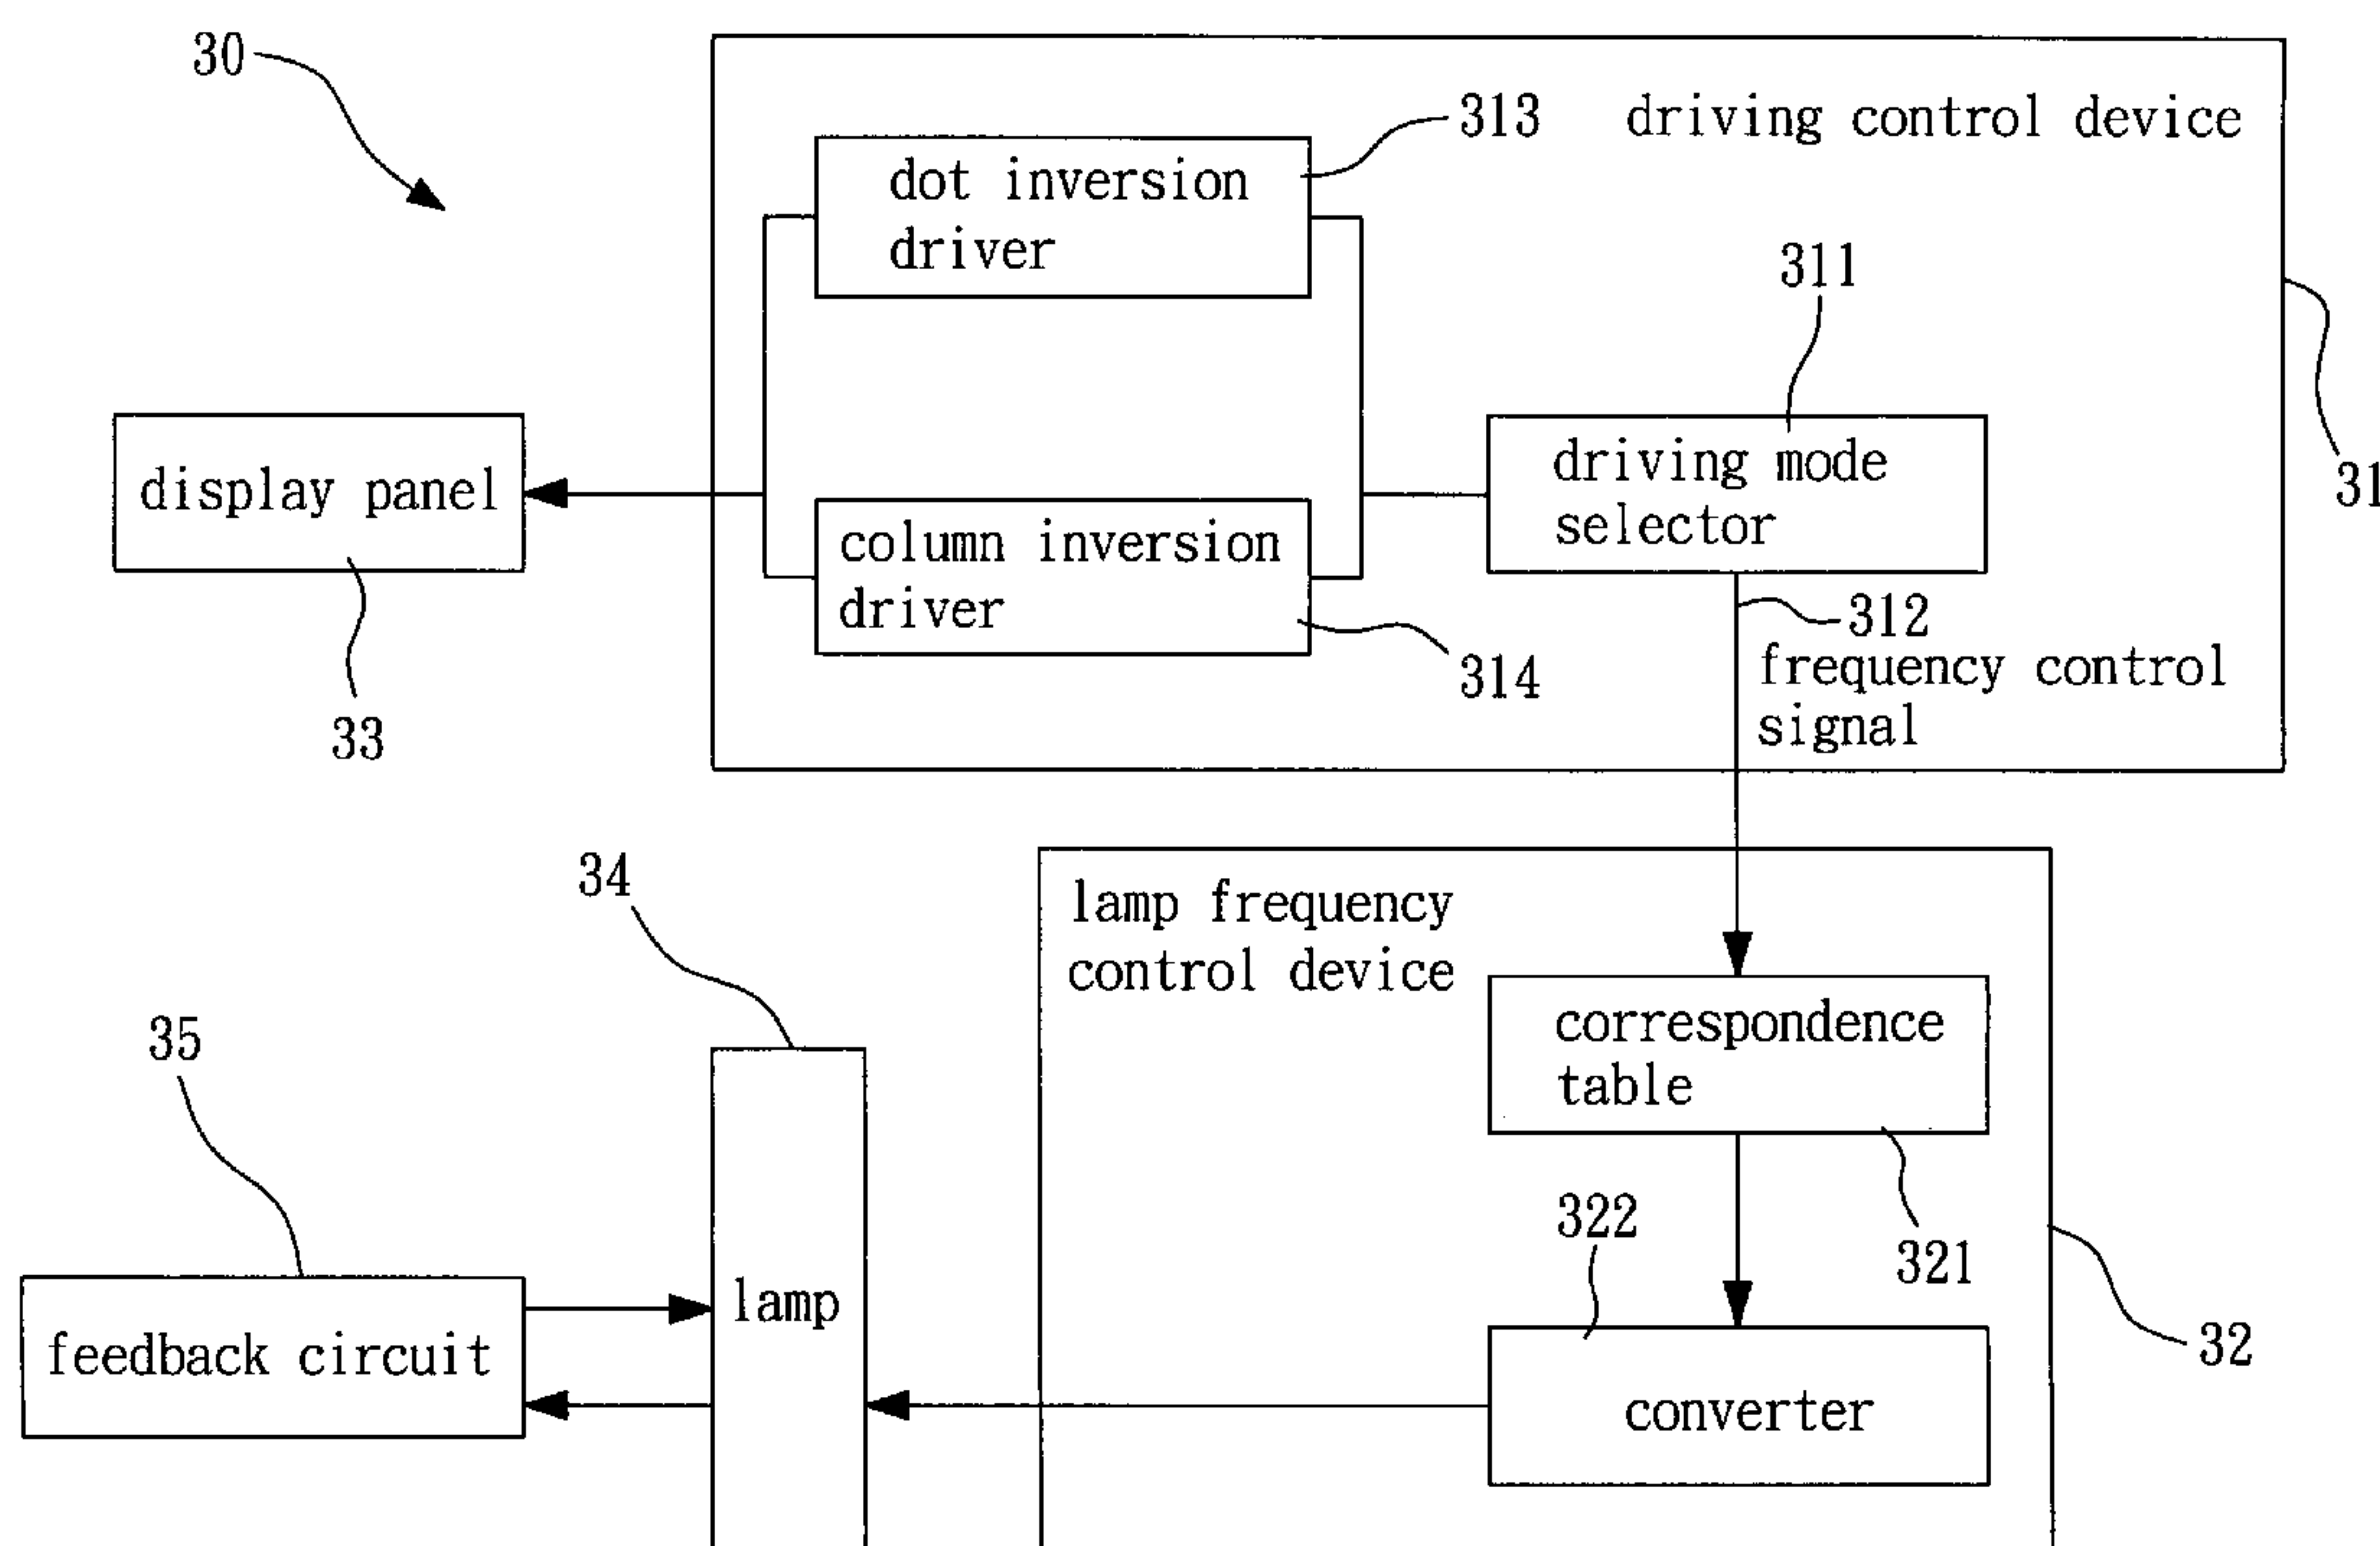 30
313
driving control device
dot inversion
driver
311
driving mode
selector
31
display panel
column inversion
driver
312
frequency control
signal
314
33
34
lamp frequency
control device
correspondence
table
35
322
321
lamp
32
feedback circuit
converter